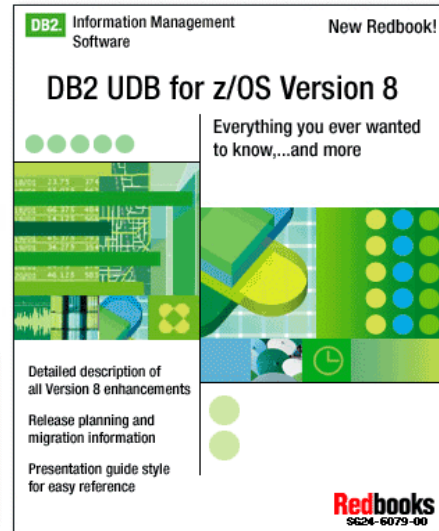 DB2. Information Management
Software
New Redbook!
DB2 UDB for z/OS Version 8
Everything you ever wanted
to know,...and more
Detailed description of
all Version 8 enhancements
Release planning and
migration information
Presentation guide style
for easy reference
Redbooks
SG24-6079-00